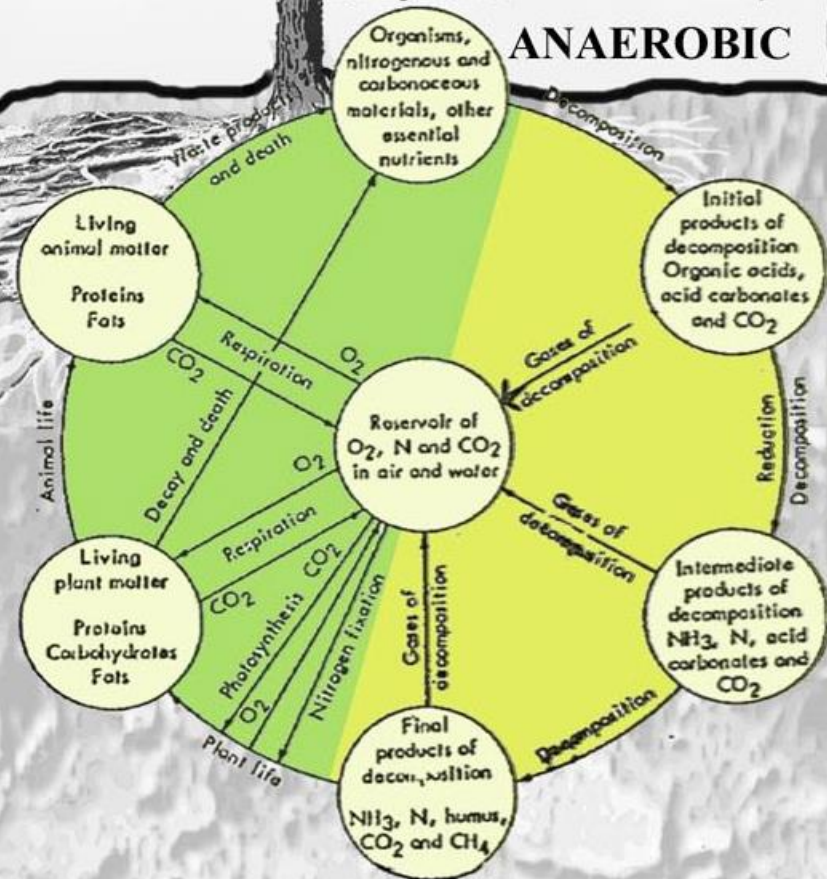 ANAEROBIC
Organisms,
nitrogenous and
carbonaceous
materials, other
essential
nutrients
Decomposition
Initial
products of
decomposition
Organic acids,
acid carbonates
and CO2
Reduction
Decomposition
Intermediate
products of
decomposition
NH3, N, acid
carbonates and
CO2
Decomposition
Final
products of
decomposition
NH3, N, humus,
CO2 and CH4
Plant life
Living
plant matter
Proteins
Carbohydrates
Fats
Animal life
Living
animal matter
Proteins
Fats
Waste products
and death
Reservoir of
O2, N and CO2
in air and water
O2
Respiration
CO2
Decay and death
O2
Respiration
CO2
CO2
Photosynthesis
O2
Nitrogen fixation
Gases of
decomposition
Gases of
decomposition
Gases of
decomposition